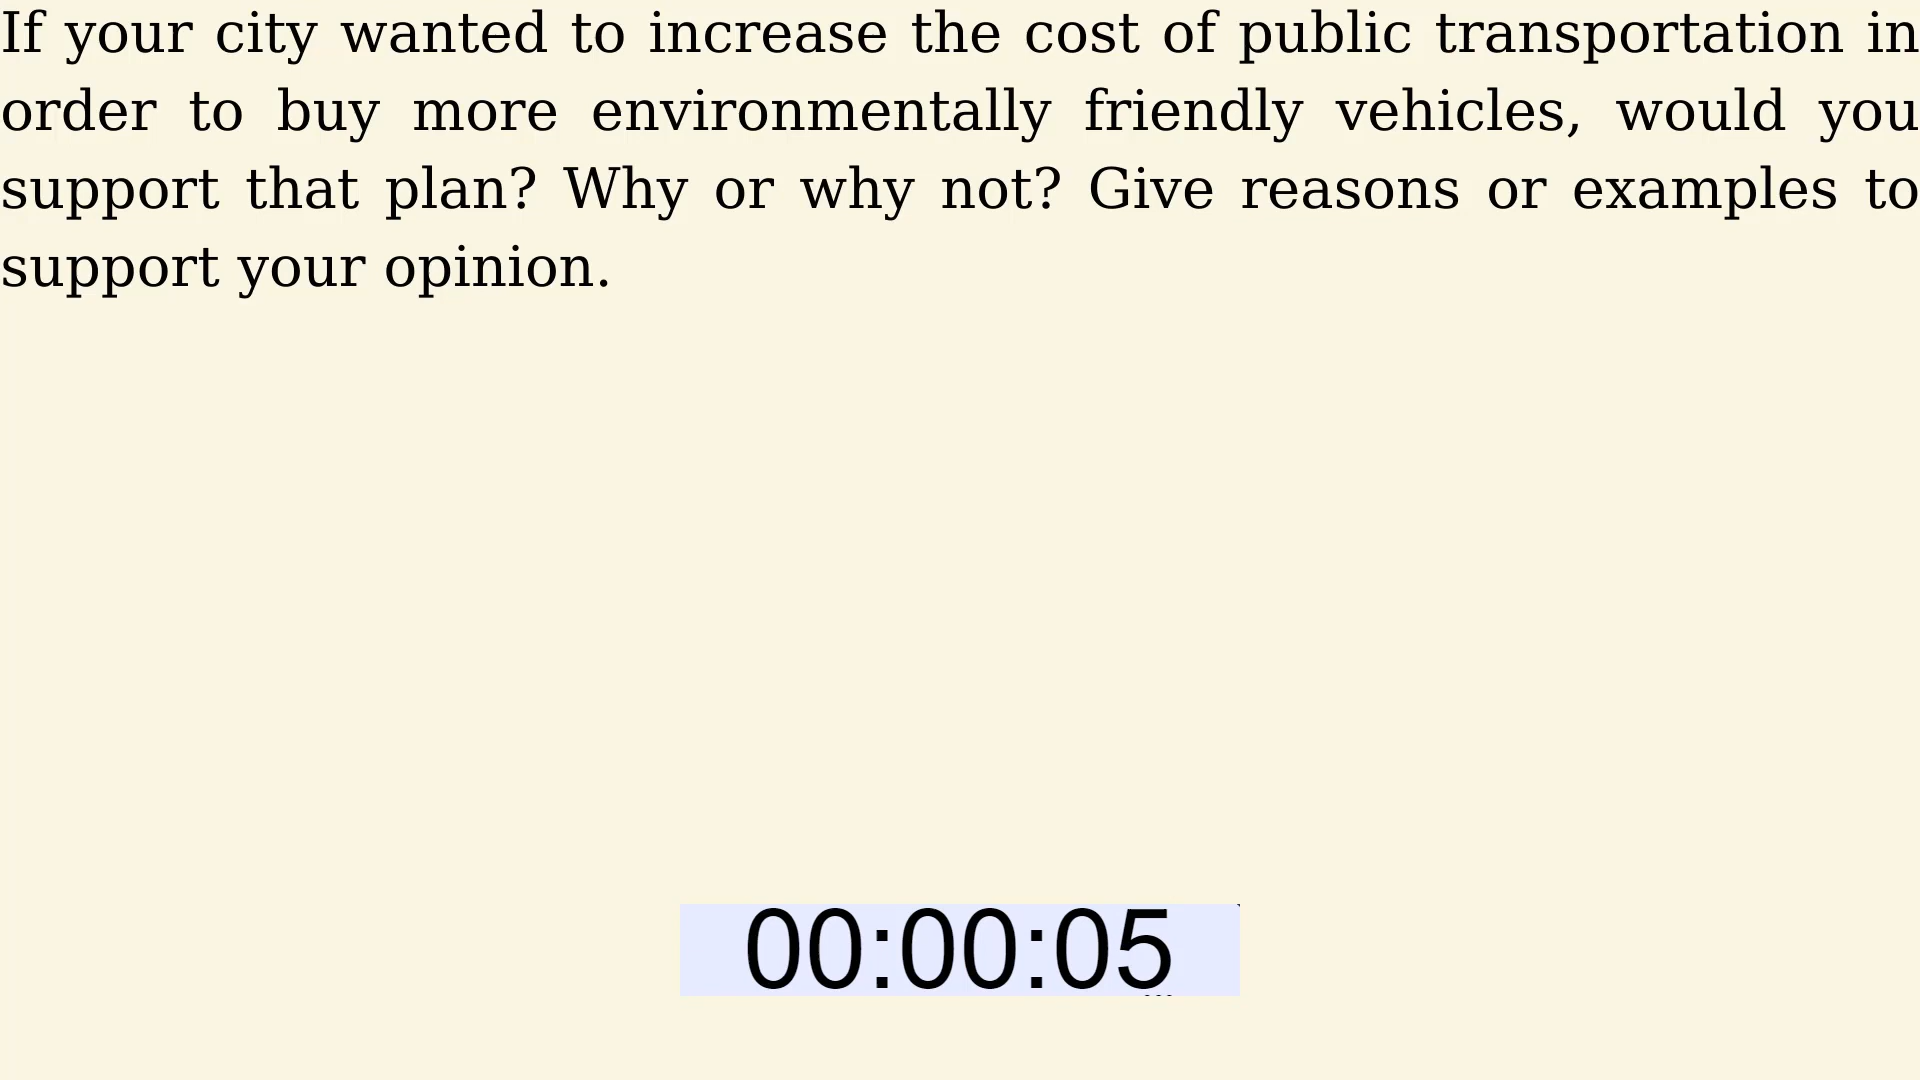 If your city wanted to increase the cost of public transportation in
order to buy more environmentally friendly vehicles, would you
support that plan? Why or why not? Give reasons or examples to
support your opinion.
00:00:05